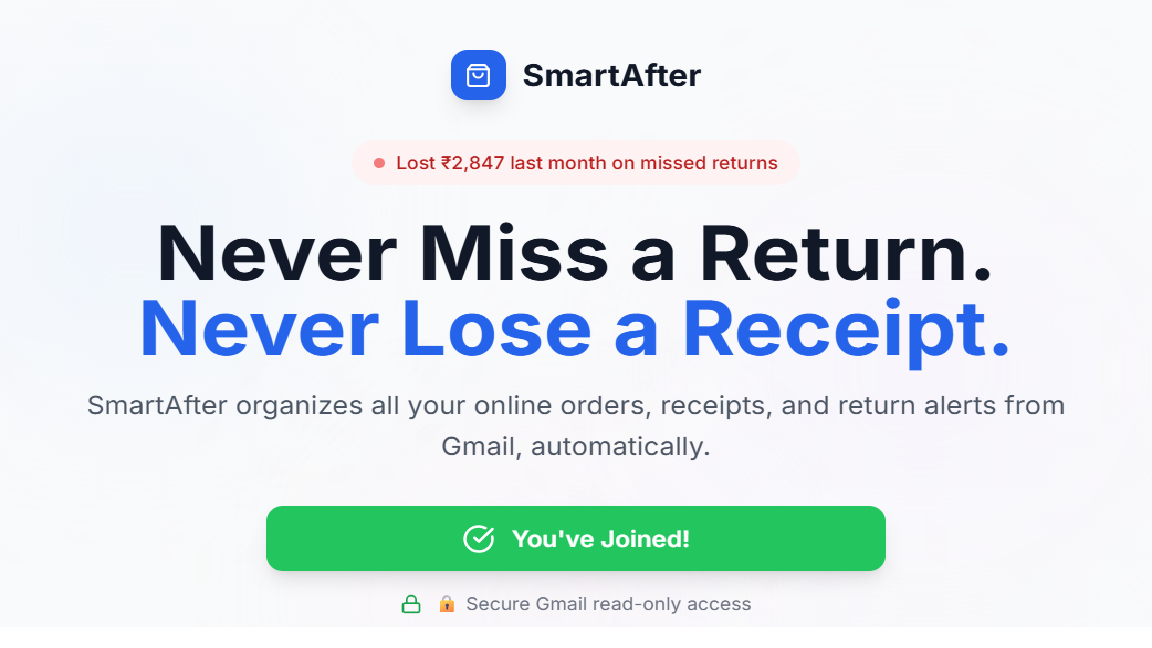 SmartAfter
Lost ₹2,847 last month on missed returns
Never Miss a Return.
Never Lose a Receipt.
SmartAfter organizes all your online orders, receipts, and return alerts from
Gmail, automatically.
You've Joined!
🔒 Secure Gmail read-only access